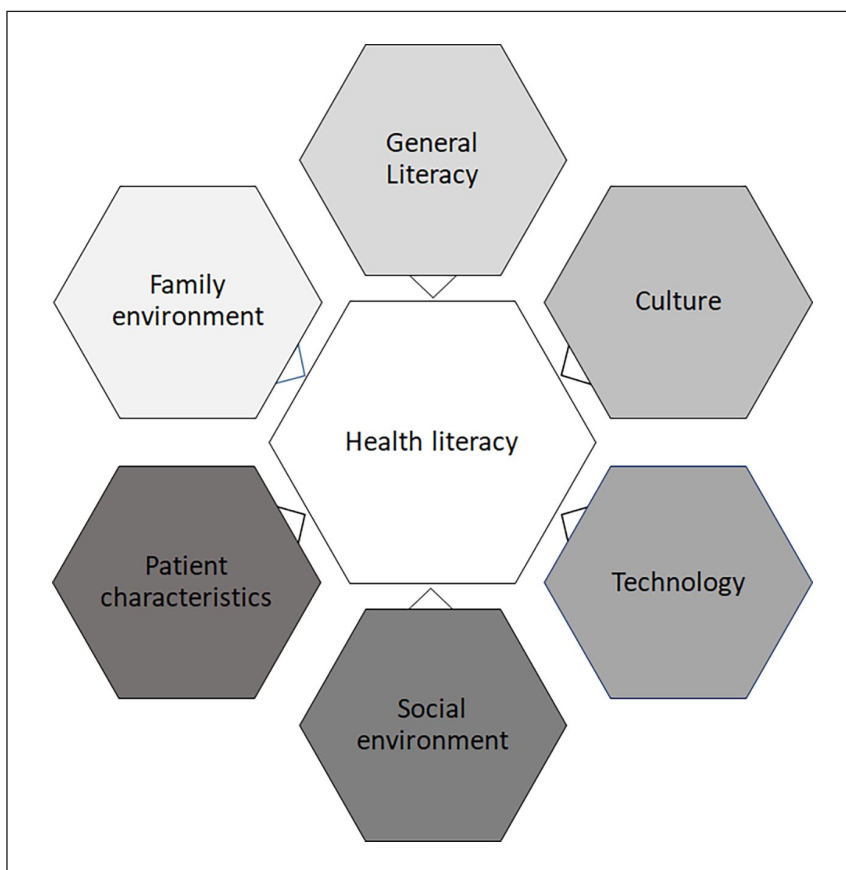 General
Literacy
Family
environment
Culture
Health literacy
Patient
characteristics
Technology
Social
environment